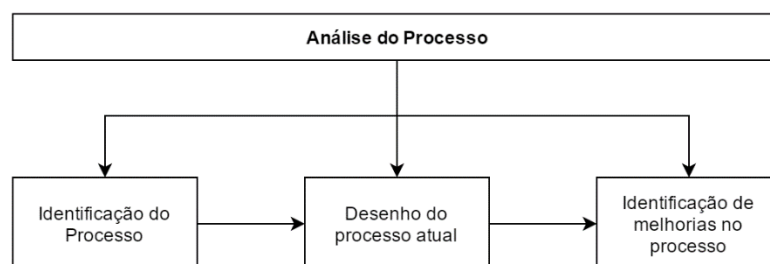 Análise do Processo
Identificação do
Processo
Desenho do
processo atual
Identificação de
melhorias no
processo